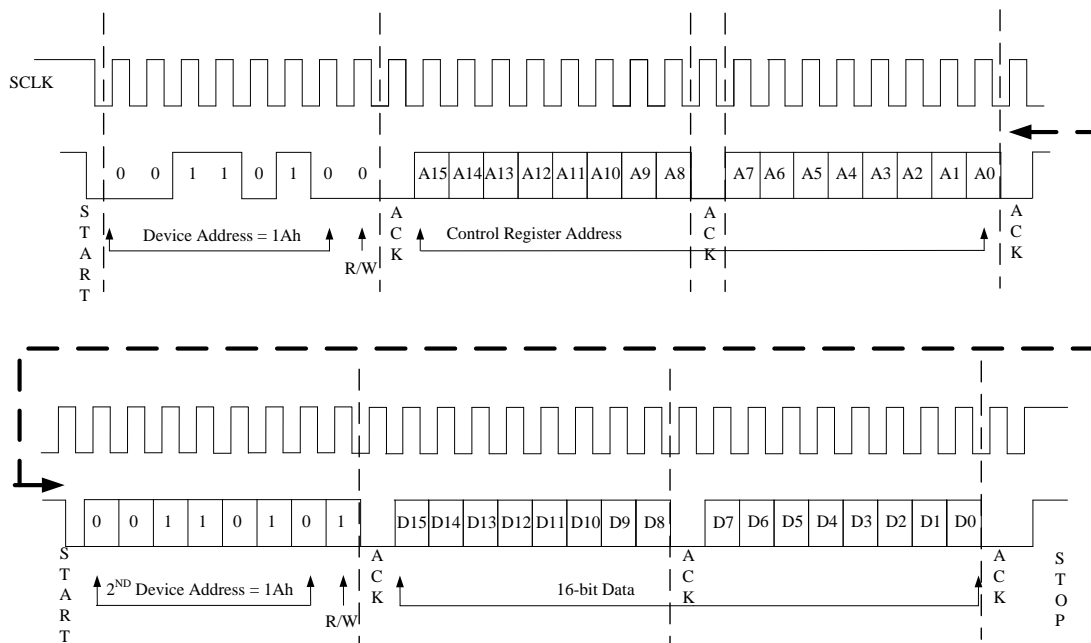 SCLK
0 0 1 1 0 1 0 0 A15 A14 A13 A12 A11 A10 A9 A8 A7 A6 A5 A4 A3 A2 A1 A0
START
Device Address = 1Ah
R/W
ACK
Control Register Address
ACK
ACK
0 0 1 1 0 1 0 1 D15 D14 D13 D12 D11 D10 D9 D8 D7 D6 D5 D4 D3 D2 D1 D0
START
2ND Device Address = 1Ah
R/W
ACK
16-bit Data
ACK
ACK
STOP